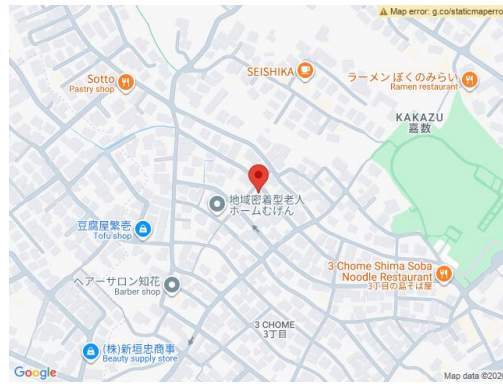 Map error: g.co/staticmaperro
SEISHIKA
Sotto
Pastry shop
ラーメン ぼくのみらい
Ramen restaurant
KAKAZU
嘉数
地域密着型老人
ホームむげん
豆腐屋繁壱
Tofu shop
3 Chome Shima Soba
Noodle Restaurant
3丁目の島そば屋
ヘアーサロン知花
Barber shop
3 CHOME
3丁目
(株)新垣忠商事
Beauty supply store
Google
Map data ©202